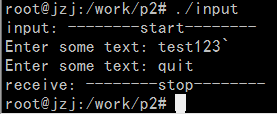 root@jzj:/work/p2# ./input
input: --------start--------
Enter some text: test123`
Enter some text: quit
receive: --------stop--------
root@jzj:/work/p2#